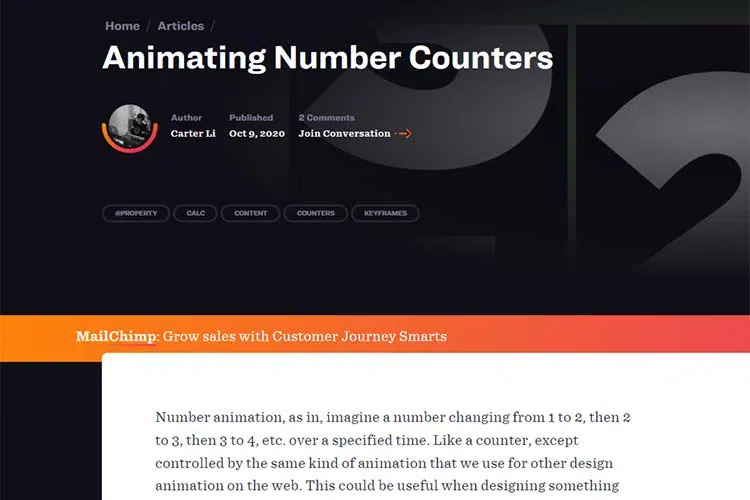 Home / Articles /
Animating Number Counters
Author Published 2 Comments
Carter Li Oct 9, 2020 Join Conversation
@PROPERTY CALC CONTENT COUNTERS KEYFRAMES
MailChimp: Grow sales with Customer Journey Smarts
Number animation, as in, imagine a number changing from 1 to 2, then 2
to 3, then 3 to 4, etc. over a specified time. Like a counter, except
controlled by the same kind of animation that we use for other design
animation on the web. This could be useful when designing something